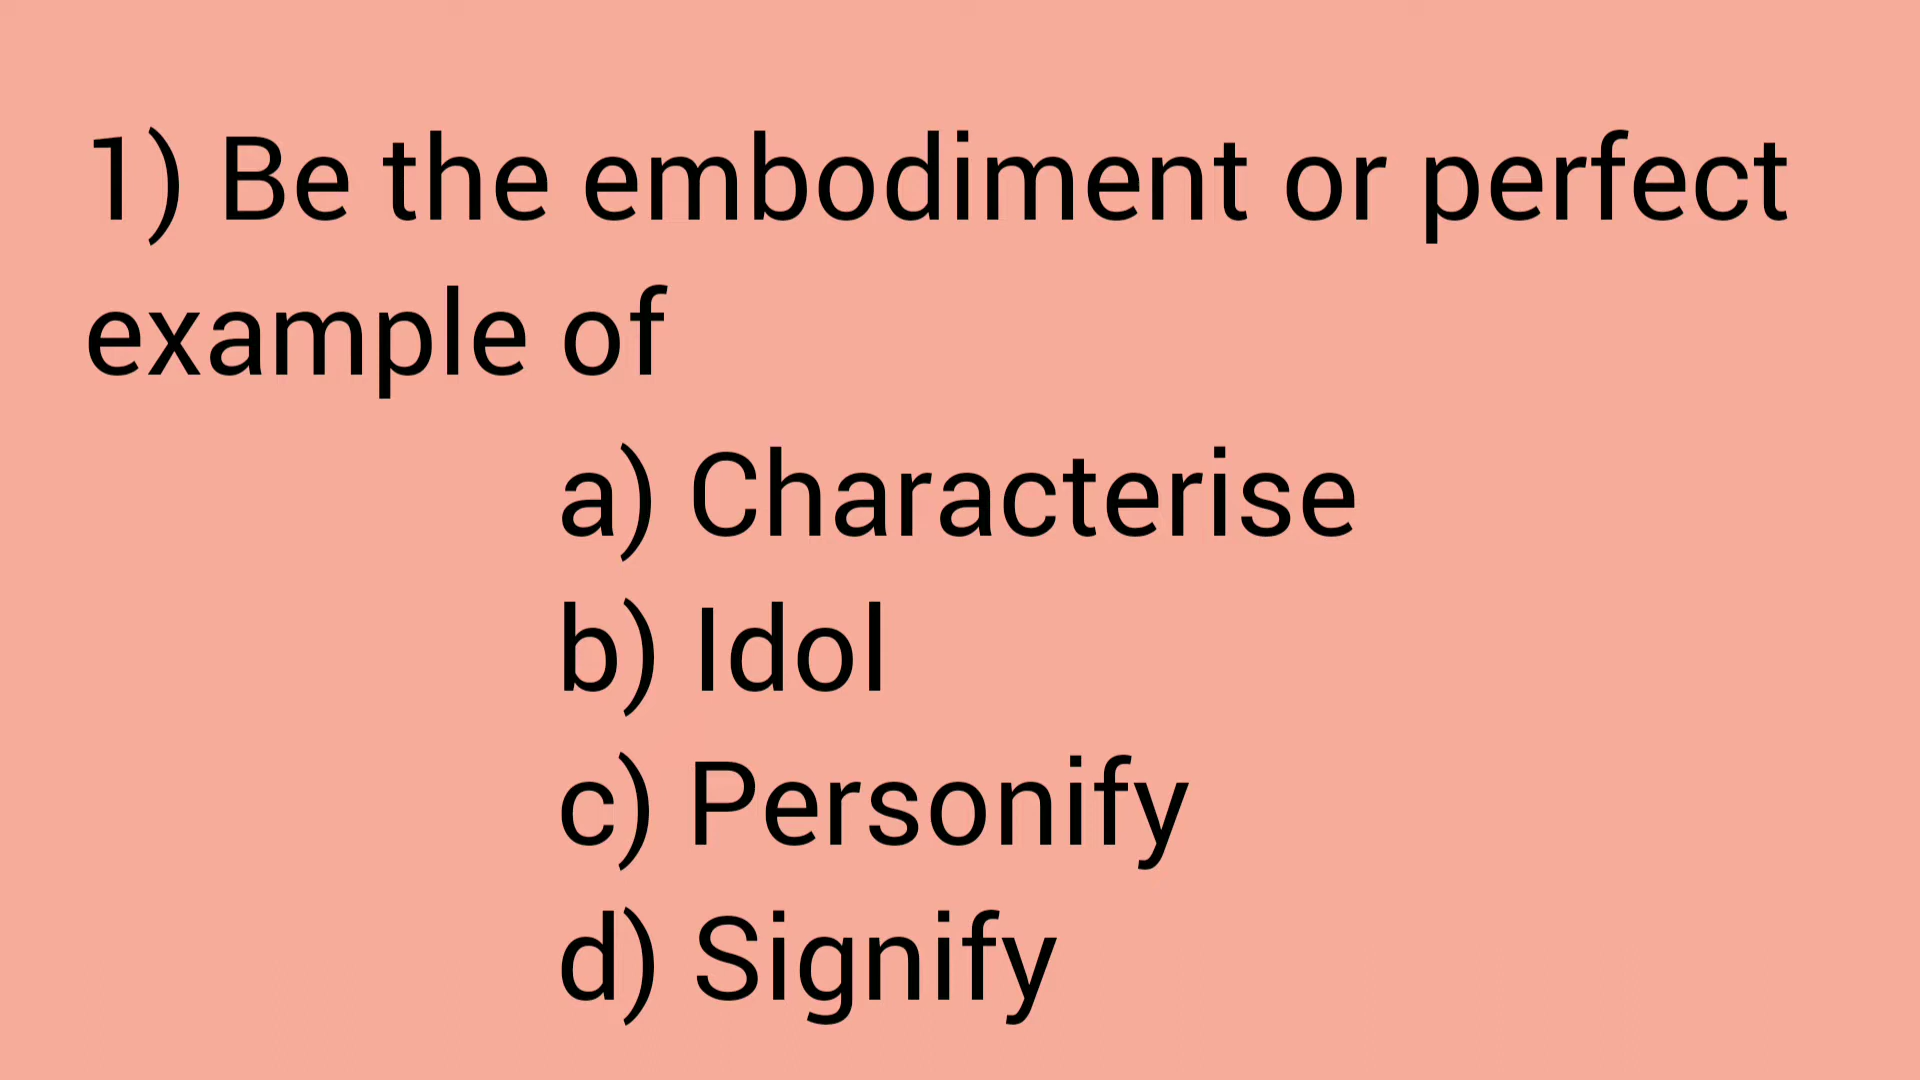 1) Be the embodiment or perfect
example of
a) Characterise
b) Idol
c) Personify
d) Signify